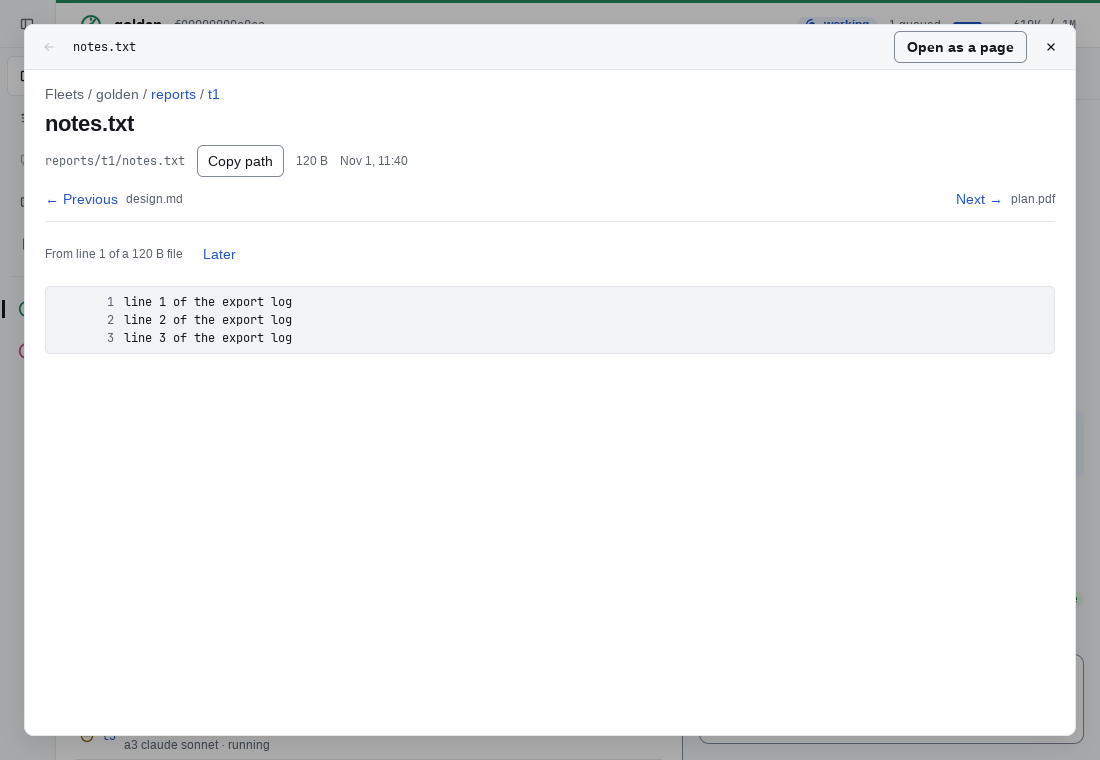 notes.txt
Open as a page
Fleets / golden / reports / t1
notes.txt
reports/t1/notes.txt Copy path 120 B Nov 1, 11:40
← Previous design.md Next → plan.pdf
From line 1 of a 120 B file Later
1 line 1 of the export log
2 line 2 of the export log
3 line 3 of the export log
a3 claude sonnet · running